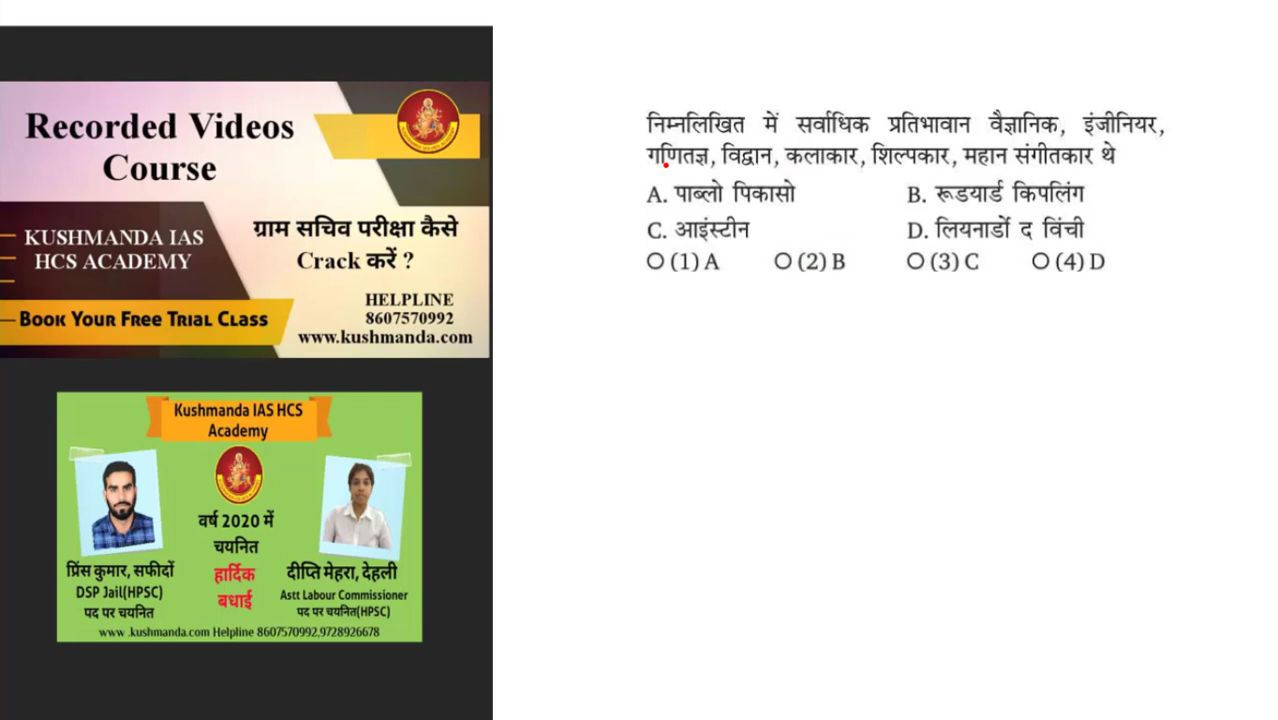 Recorded Videos
Course
KUSHMANDA IAS
HCS ACADEMY
ग्राम सचिव परीक्षा कैसे
Crack करें ?
HELPLINE
8607570992
www.kushmanda.com
Book Your Free Trial Class
Kushmanda IAS HCS
Academy
वर्ष 2020 में
चयनित
हार्दिक
बधाई
प्रिंस कुमार, सफीदों
DSP Jail(HPSC)
पद पर चयनित
दीप्ति मेहरा, देहली
Astt Labour Commissioner
पद पर चयनित(HPSC)
www .kushmanda.com Helpline 8607570992,9728926678
निम्नलिखित में सर्वाधिक प्रतिभावान वैज्ञानिक, इंजीनियर,
गणितज्ञ, विद्वान, कलाकार, शिल्पकार, महान संगीतकार थे
A. पाब्लो पिकासो B. रूडयार्ड किपलिंग
C. आइंस्टीन D. लियनार्डो द विंची
O (1) A O (2) B O (3) C O (4) D